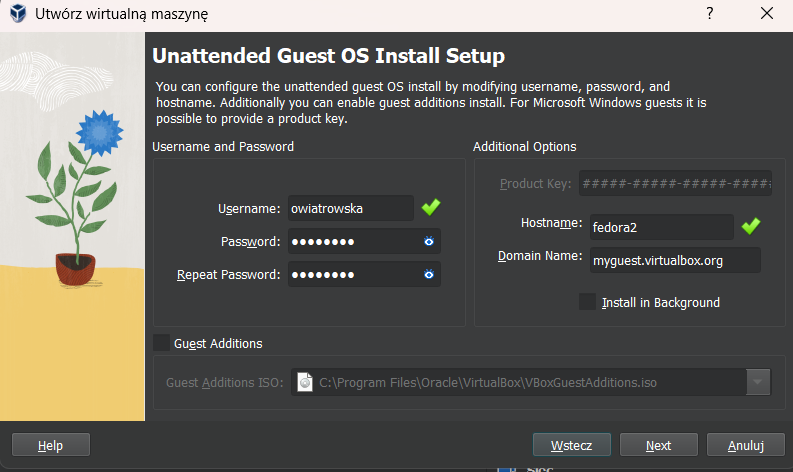 Utwórz wirtualną maszynę
?
Unattended Guest OS Install Setup
You can configure the unattended guest OS install by modifying username, password, and
hostname. Additionally you can enable guest additions install. For Microsoft Windows guests it is
possible to provide a product key.
Username and Password
Username: owiatrowska
Password: ●●●●●●●●
Repeat Password: ●●●●●●●●
Additional Options
Product Key: #####-#####-#####-#####
Hostname: fedora2
Domain Name: myguest.virtualbox.org
Install in Background
Guest Additions
Guest Additions ISO: C:\Program Files\Oracle\VirtualBox\VBoxGuestAdditions.iso
Help
Wstecz
Next
Anuluj